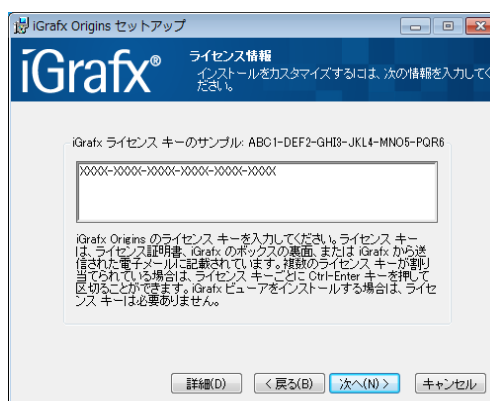 iGrafx Origins セットアップ
iGrafx®
ライセンス情報
インストールをカスタマイズするには、次の情報を入力してく
ださい。
iGrafx ライセンス キーのサンプル: ABC1-DEF2-GHI3-JKL4-MNO5-PQR6
XXXX-XXXX-XXXX-XXXX-XXXX-XXXX
iGrafx Origins のライセンス キーを入力してください。ライセンス キー
は、ライセンス証明書、iGrafx のボックスの裏面、または iGrafx から送
信された電子メールに記載されています。複数のライセンス キーが割り
当てられている場合は、ライセンス キーごとに Ctrl-Enter キーを押して
区切ることができます。iGrafx ビューアをインストールする場合は、ライセ
ンス キーは必要ありません。
詳細(D) < 戻る(B) 次へ(N) > キャンセル